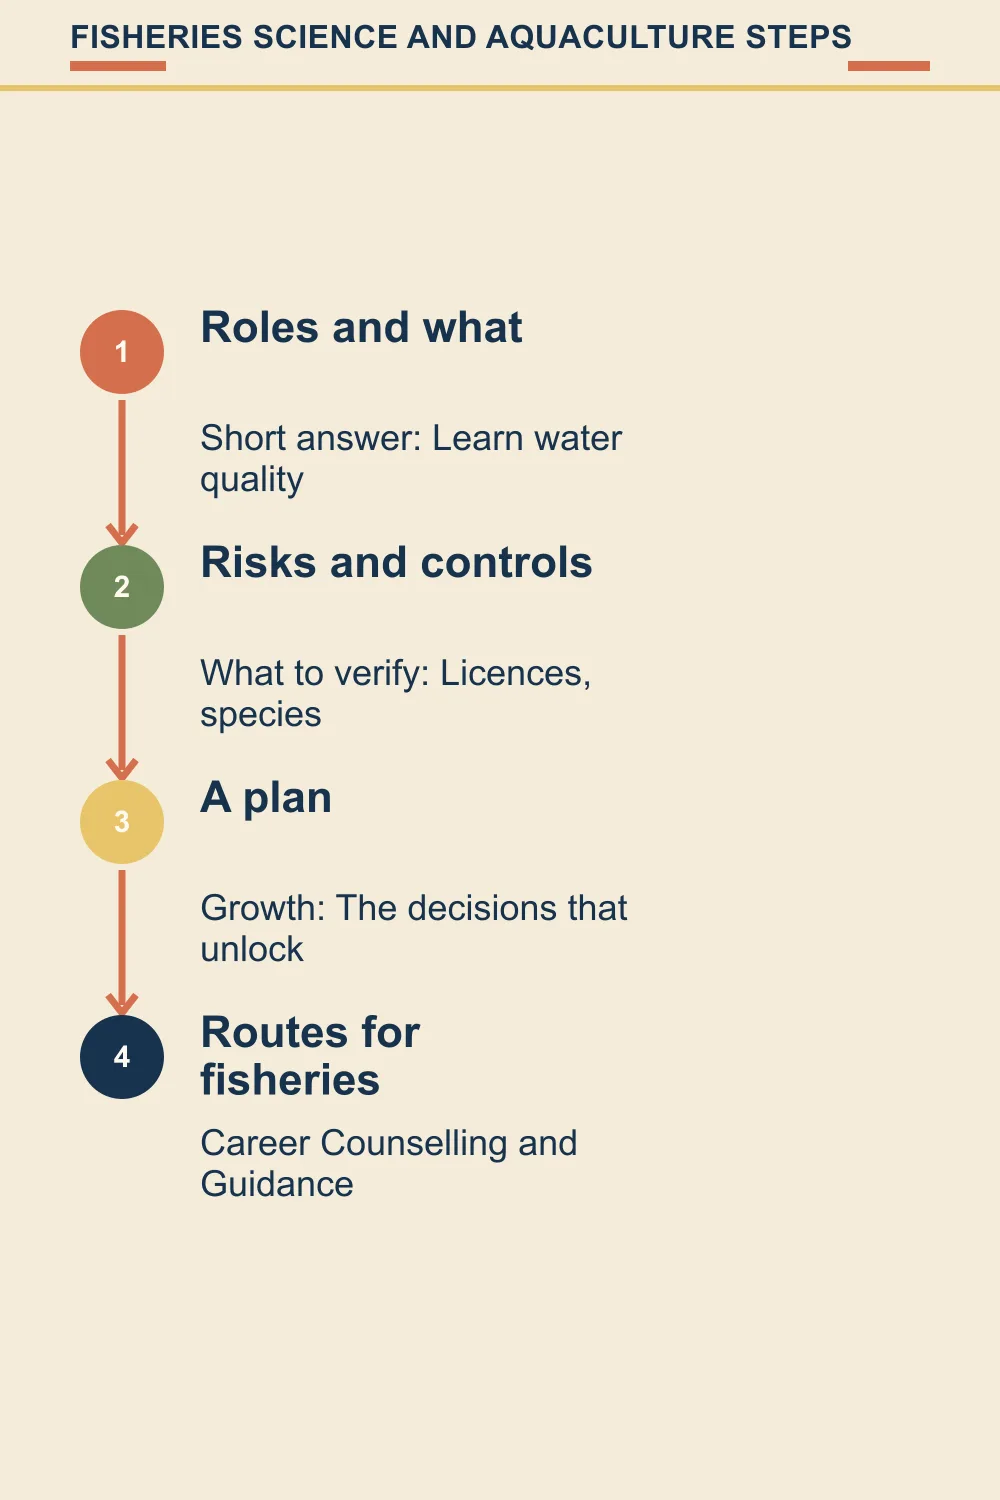 FISHERIES SCIENCE AND AQUACULTURE STEPS
1
Roles and what
Short answer: Learn water
quality
2
Risks and controls
What to verify: Licences,
species
3
A plan
Growth: The decisions that
unlock
4
Routes for
fisheries
Career Counselling and
Guidance